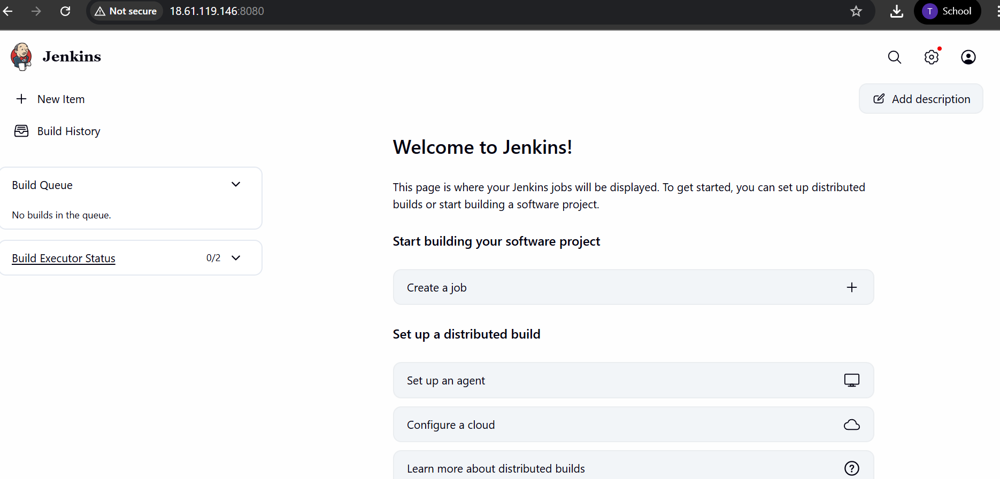 Not secure
18.61.119.146:8080
T
School
Jenkins
New Item
Add description
Build History
Build Queue
No builds in the queue.
Build Executor Status
0/2
Welcome to Jenkins!
This page is where your Jenkins jobs will be displayed. To get started, you can set up distributed
builds or start building a software project.
Start building your software project
Create a job
Set up a distributed build
Set up an agent
Configure a cloud
Learn more about distributed builds